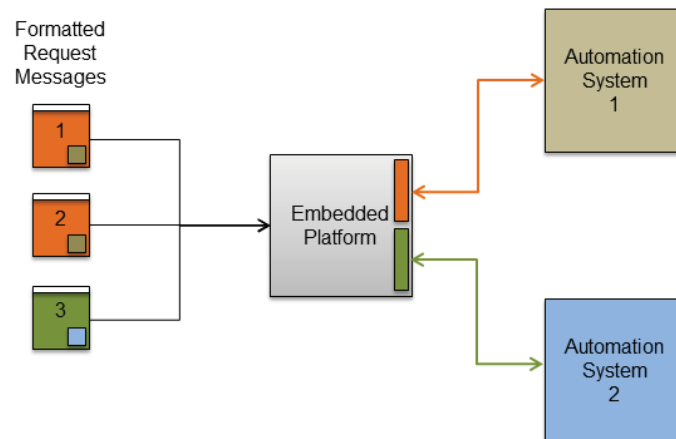 Formatted
Request
Messages
1
2
3
Embedded
Platform
Automation
System
1
Automation
System
2